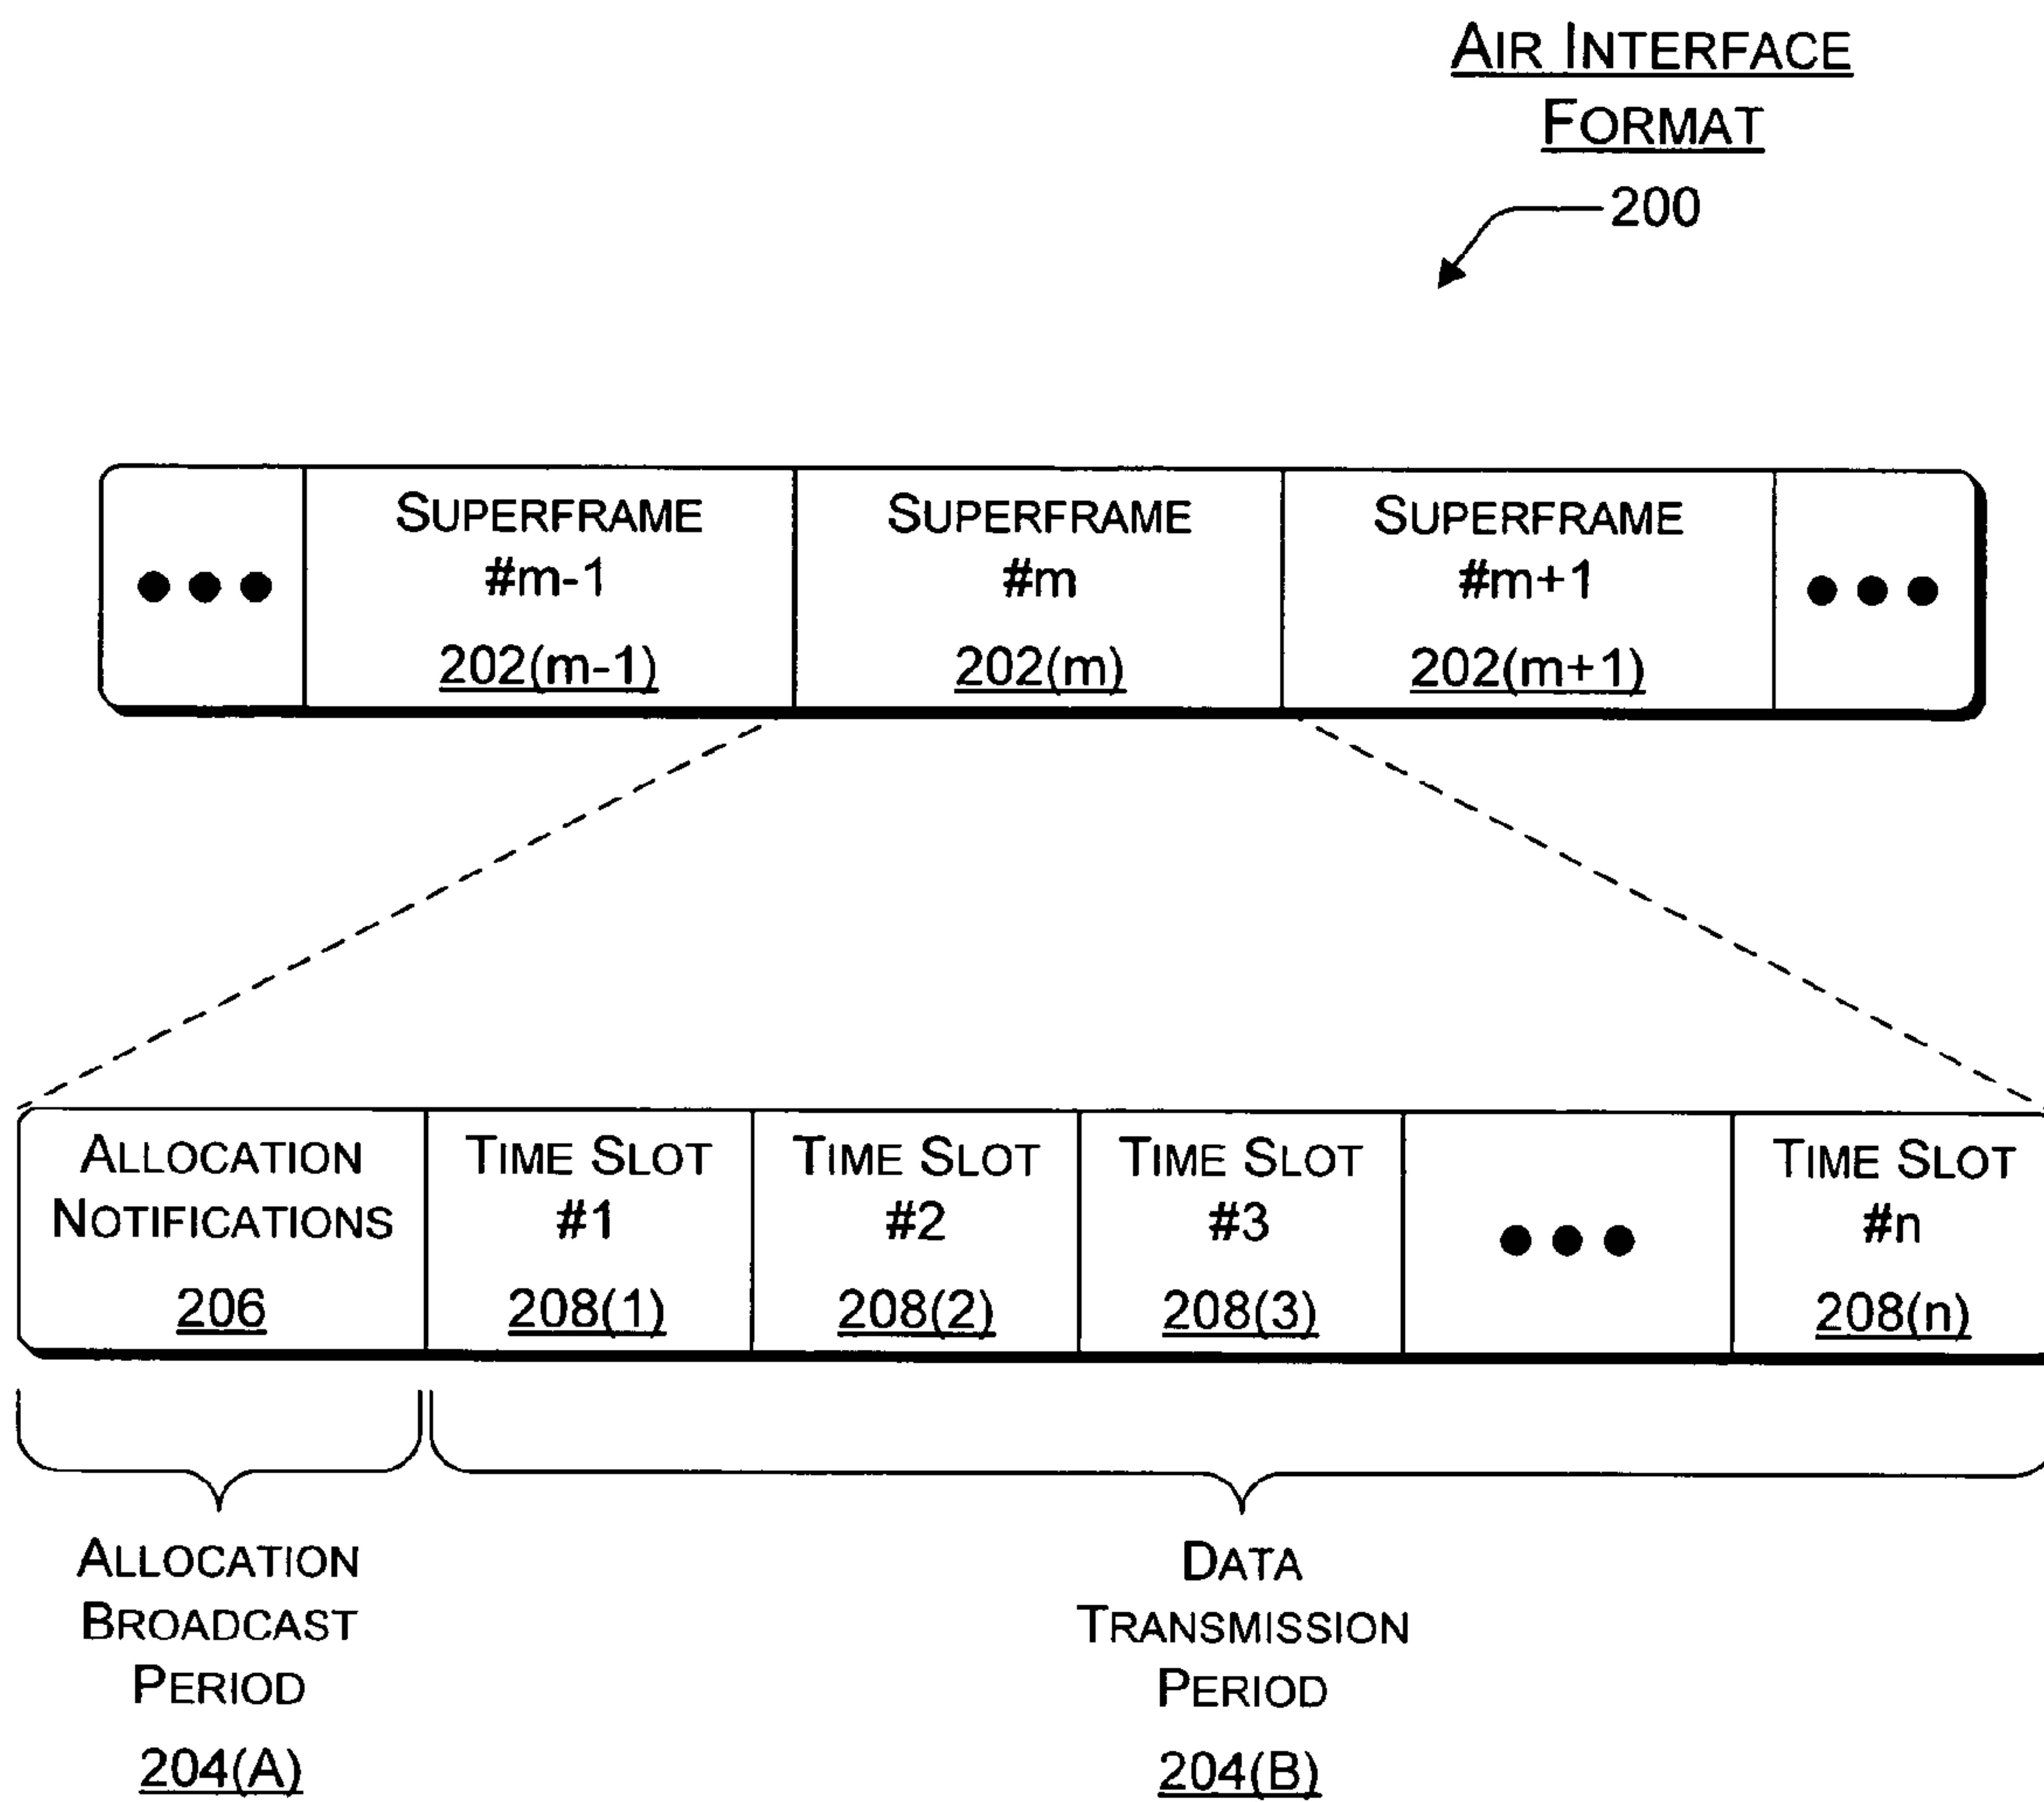 AIR INTERFACE
FORMAT
200
SUPERFRAME
#m-1
202(m-1)
SUPERFRAME
#m
202(m)
SUPERFRAME
#m+1
202(m+1)
ALLOCATION
NOTIFICATIONS
206
TIME SLOT
#1
208(1)
TIME SLOT
#2
208(2)
TIME SLOT
#3
208(3)
TIME SLOT
#n
208(n)
ALLOCATION
BROADCAST
PERIOD
204(A)
DATA
TRANSMISSION
PERIOD
204(B)